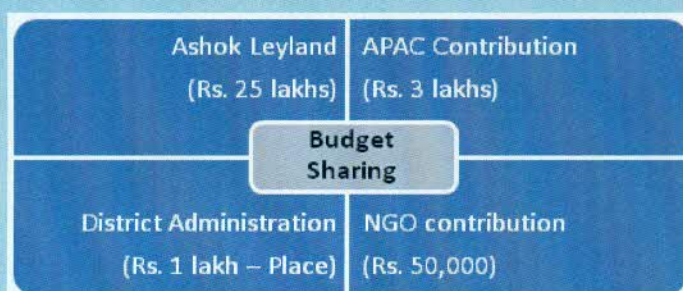 Ashok Leyland
(Rs. 25 lakhs)
APAC Contribution
(Rs. 3 lakhs)
Budget
Sharing
District Administration
(Rs. 1 lakh – Place)
NGO contribution
(Rs. 50,000)